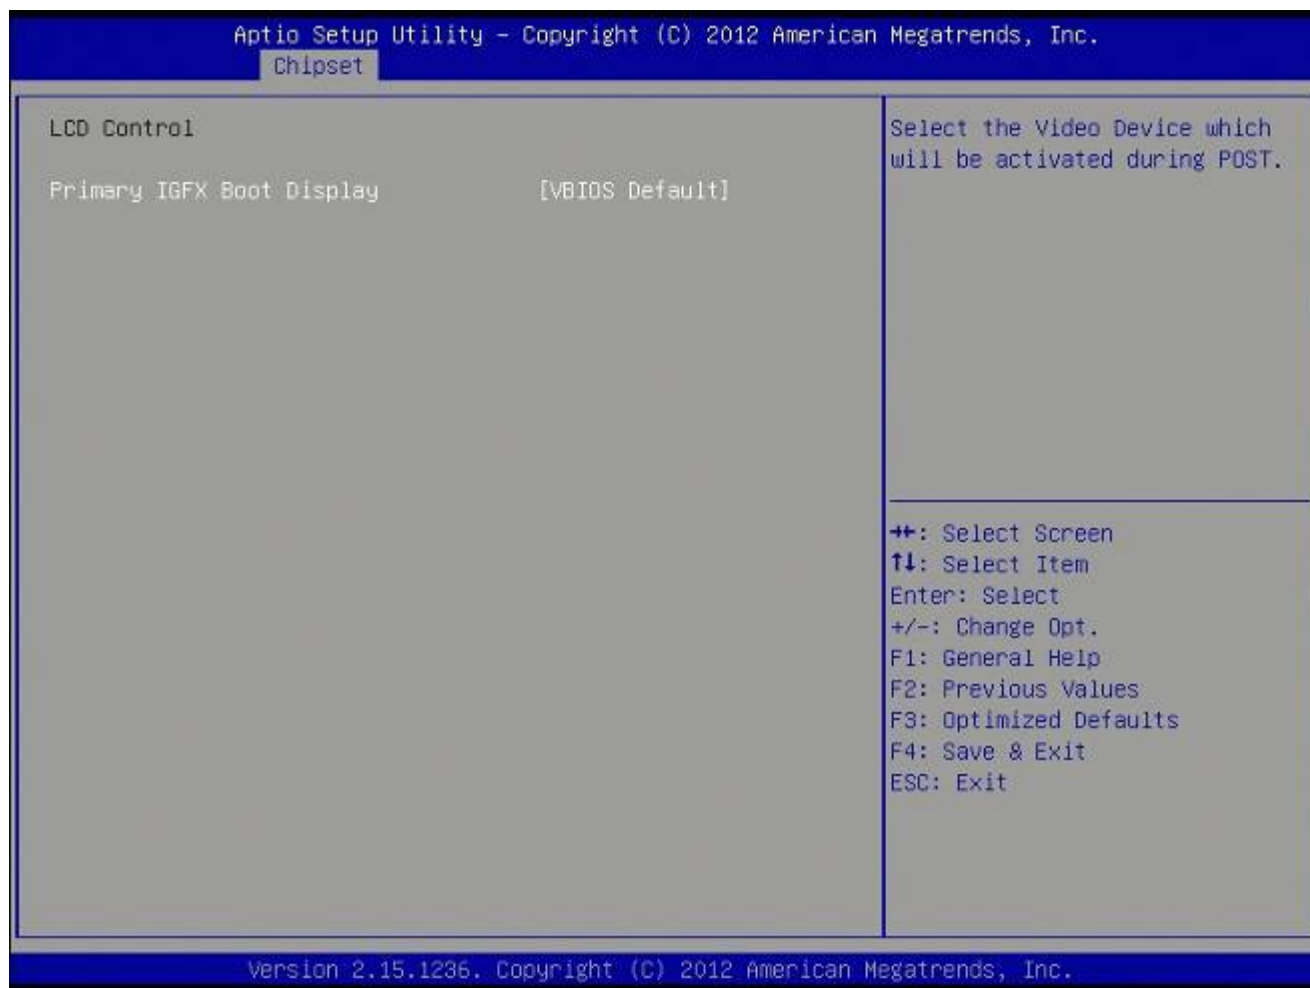 Aptio Setup Utility – Copyright (C) 2012 American Megatrends, Inc.
Chipset
LCD Control
Primary IGFX Boot Display [VBIOS Default]
Select the Video Device which
will be activated during POST.
→←: Select Screen
↑↓: Select Item
Enter: Select
+/-: Change Opt.
F1: General Help
F2: Previous Values
F3: Optimized Defaults
F4: Save & Exit
ESC: Exit
Version 2.15.1236. Copyright (C) 2012 American Megatrends, Inc.